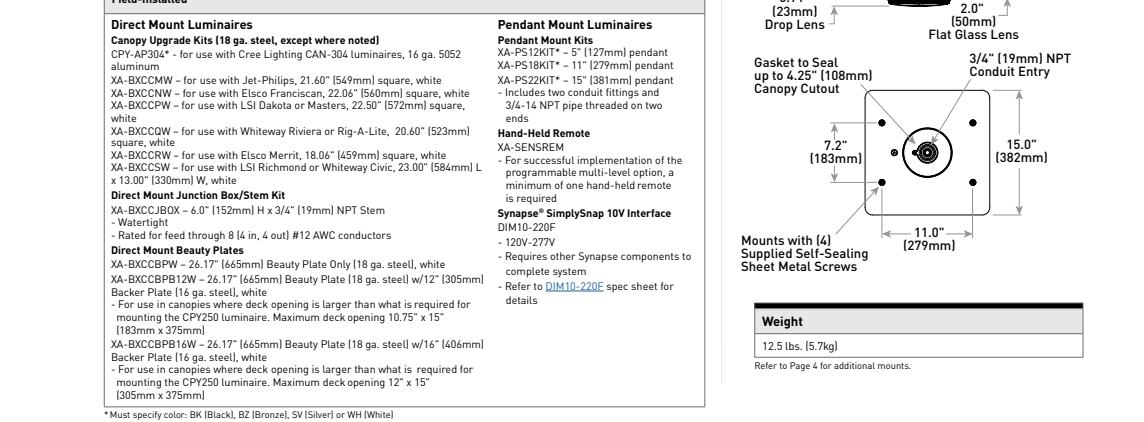 Field-Installed
Direct Mount Luminaires
Canopy Upgrade Kits (18 ga. steel, except where noted)
CPY-AP304* - for use with Cree Lighting CAN-304 luminaires, 16 ga. 5052
aluminum
XA-BXCCMW – for use with Jet-Philips, 21.60" (549mm) square, white
XA-BXCCNW – for use with Elsco Franciscan, 22.06" (560mm) square, white
XA-BXCCPW – for use with LSI Dakota or Masters, 22.50" (572mm) square,
white
XA-BXCCQW – for use with Whiteway Riviera or Rig-A-Lite, 20.60" (523mm)
square, white
XA-BXCCRW – for use with Elsco Merrit, 18.06" (459mm) square, white
XA-BXCCSW – for use with LSI Richmond or Whiteway Civic, 23.00" (584mm) L
x 13.00" (330mm) W, white
Direct Mount Junction Box/Stem Kit
XA-BXCCJBOX – 6.0" (152mm) H x 3/4" (19mm) NPT Stem
- Watertight
- Rated for feed through 8 (4 in, 4 out) #12 AWC conductors
Direct Mount Beauty Plates
XA-BXCCBPW – 26.17" (665mm) Beauty Plate Only (18 ga. steel), white
XA-BXCCBPB12W – 26.17" (665mm) Beauty Plate (18 ga. steel) w/12" (305mm)
Backer Plate (16 ga. steel), white
- For use in canopies where deck opening is larger than what is required for
mounting the CPY250 luminaire. Maximum deck opening 10.75" x 15"
(183mm x 375mm)
XA-BXCCBPB16W – 26.17" (665mm) Beauty Plate (18 ga. steel) w/16" (406mm)
Backer Plate (16 ga. steel), white
- For use in canopies where deck opening is larger than what is required for
mounting the CPY250 luminaire. Maximum deck opening 12" x 15"
(305mm x 375mm)
Pendant Mount Luminaires
Pendant Mount Kits
XA-PS12KIT* – 5" (127mm) pendant
XA-PS18KIT* – 11" (279mm) pendant
XA-PS22KIT* – 15" (381mm) pendant
- Includes two conduit fittings and
3/4-14 NPT pipe threaded on two
ends
Hand-Held Remote
XA-SENSREM
- For successful implementation of the
programmable multi-level option, a
minimum of one hand-held remote
is required
Synapse® SimplySnap 10V Interface
DIM10-220F
- 120V-277V
- Requires other Synapse components to
complete system
- Refer to DIM10-220F spec sheet for
details
* Must specify color: BK (Black), BZ (Bronze), SV (Silver) or WH (White)
(23mm)
Drop Lens
2.0"
(50mm)
Flat Glass Lens
Gasket to Seal
up to 4.25" (108mm)
Canopy Cutout
3/4" (19mm) NPT
Conduit Entry
7.2"
(183mm)
15.0"
(382mm)
11.0"
(279mm)
Mounts with (4)
Supplied Self-Sealing
Sheet Metal Screws
Weight
12.5 lbs. (5.7kg)
Refer to Page 4 for additional mounts.